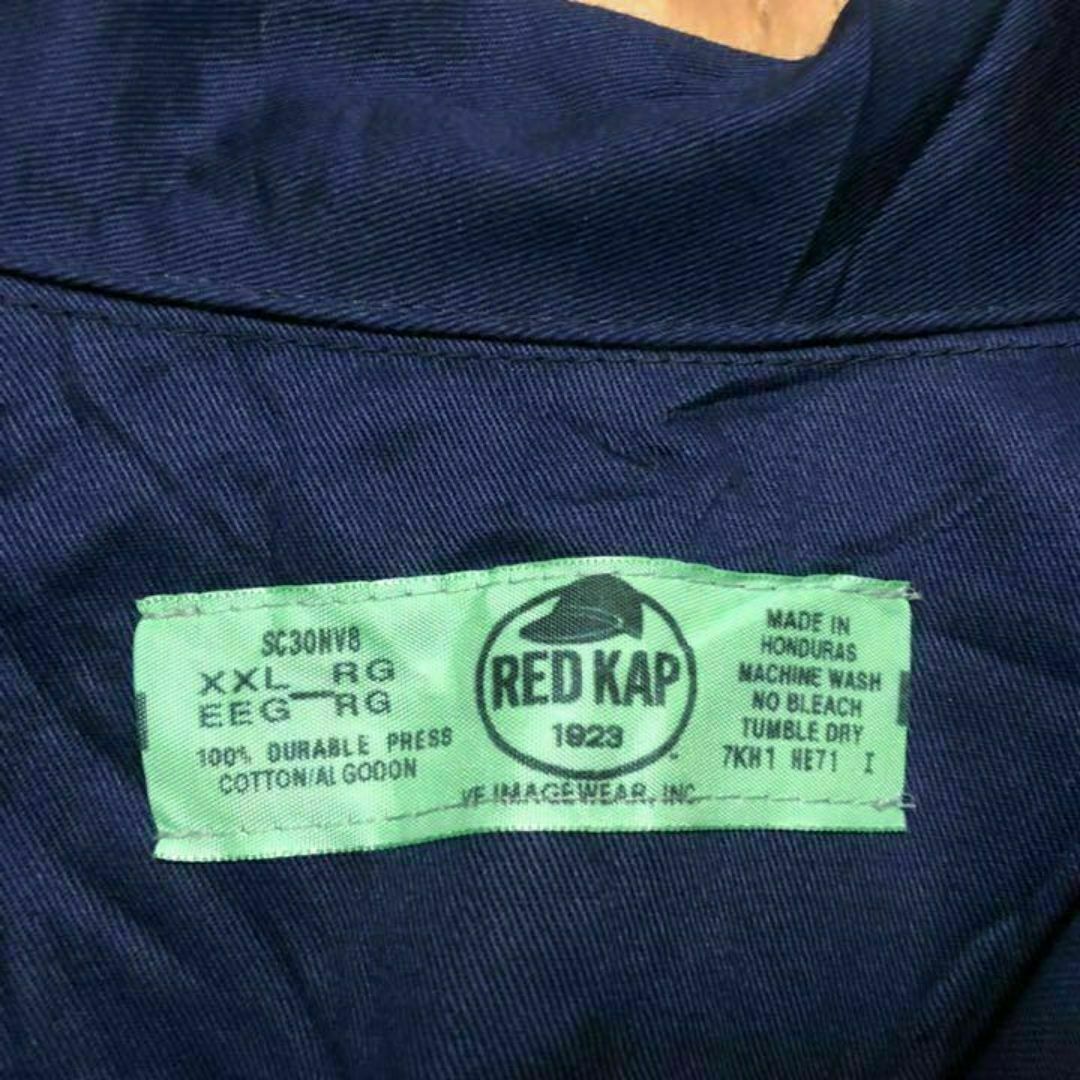 SC30NV8
XXL—RG
EEG RG
100% DURABLE PRESS
COTTON/ALGODON
RED KAP
1923
VF IMAGEWEAR, INC
MADE IN
HONDURAS
MACHINE WASH
NO BLEACH
TUMBLE DRY
7KH1 HE71 I